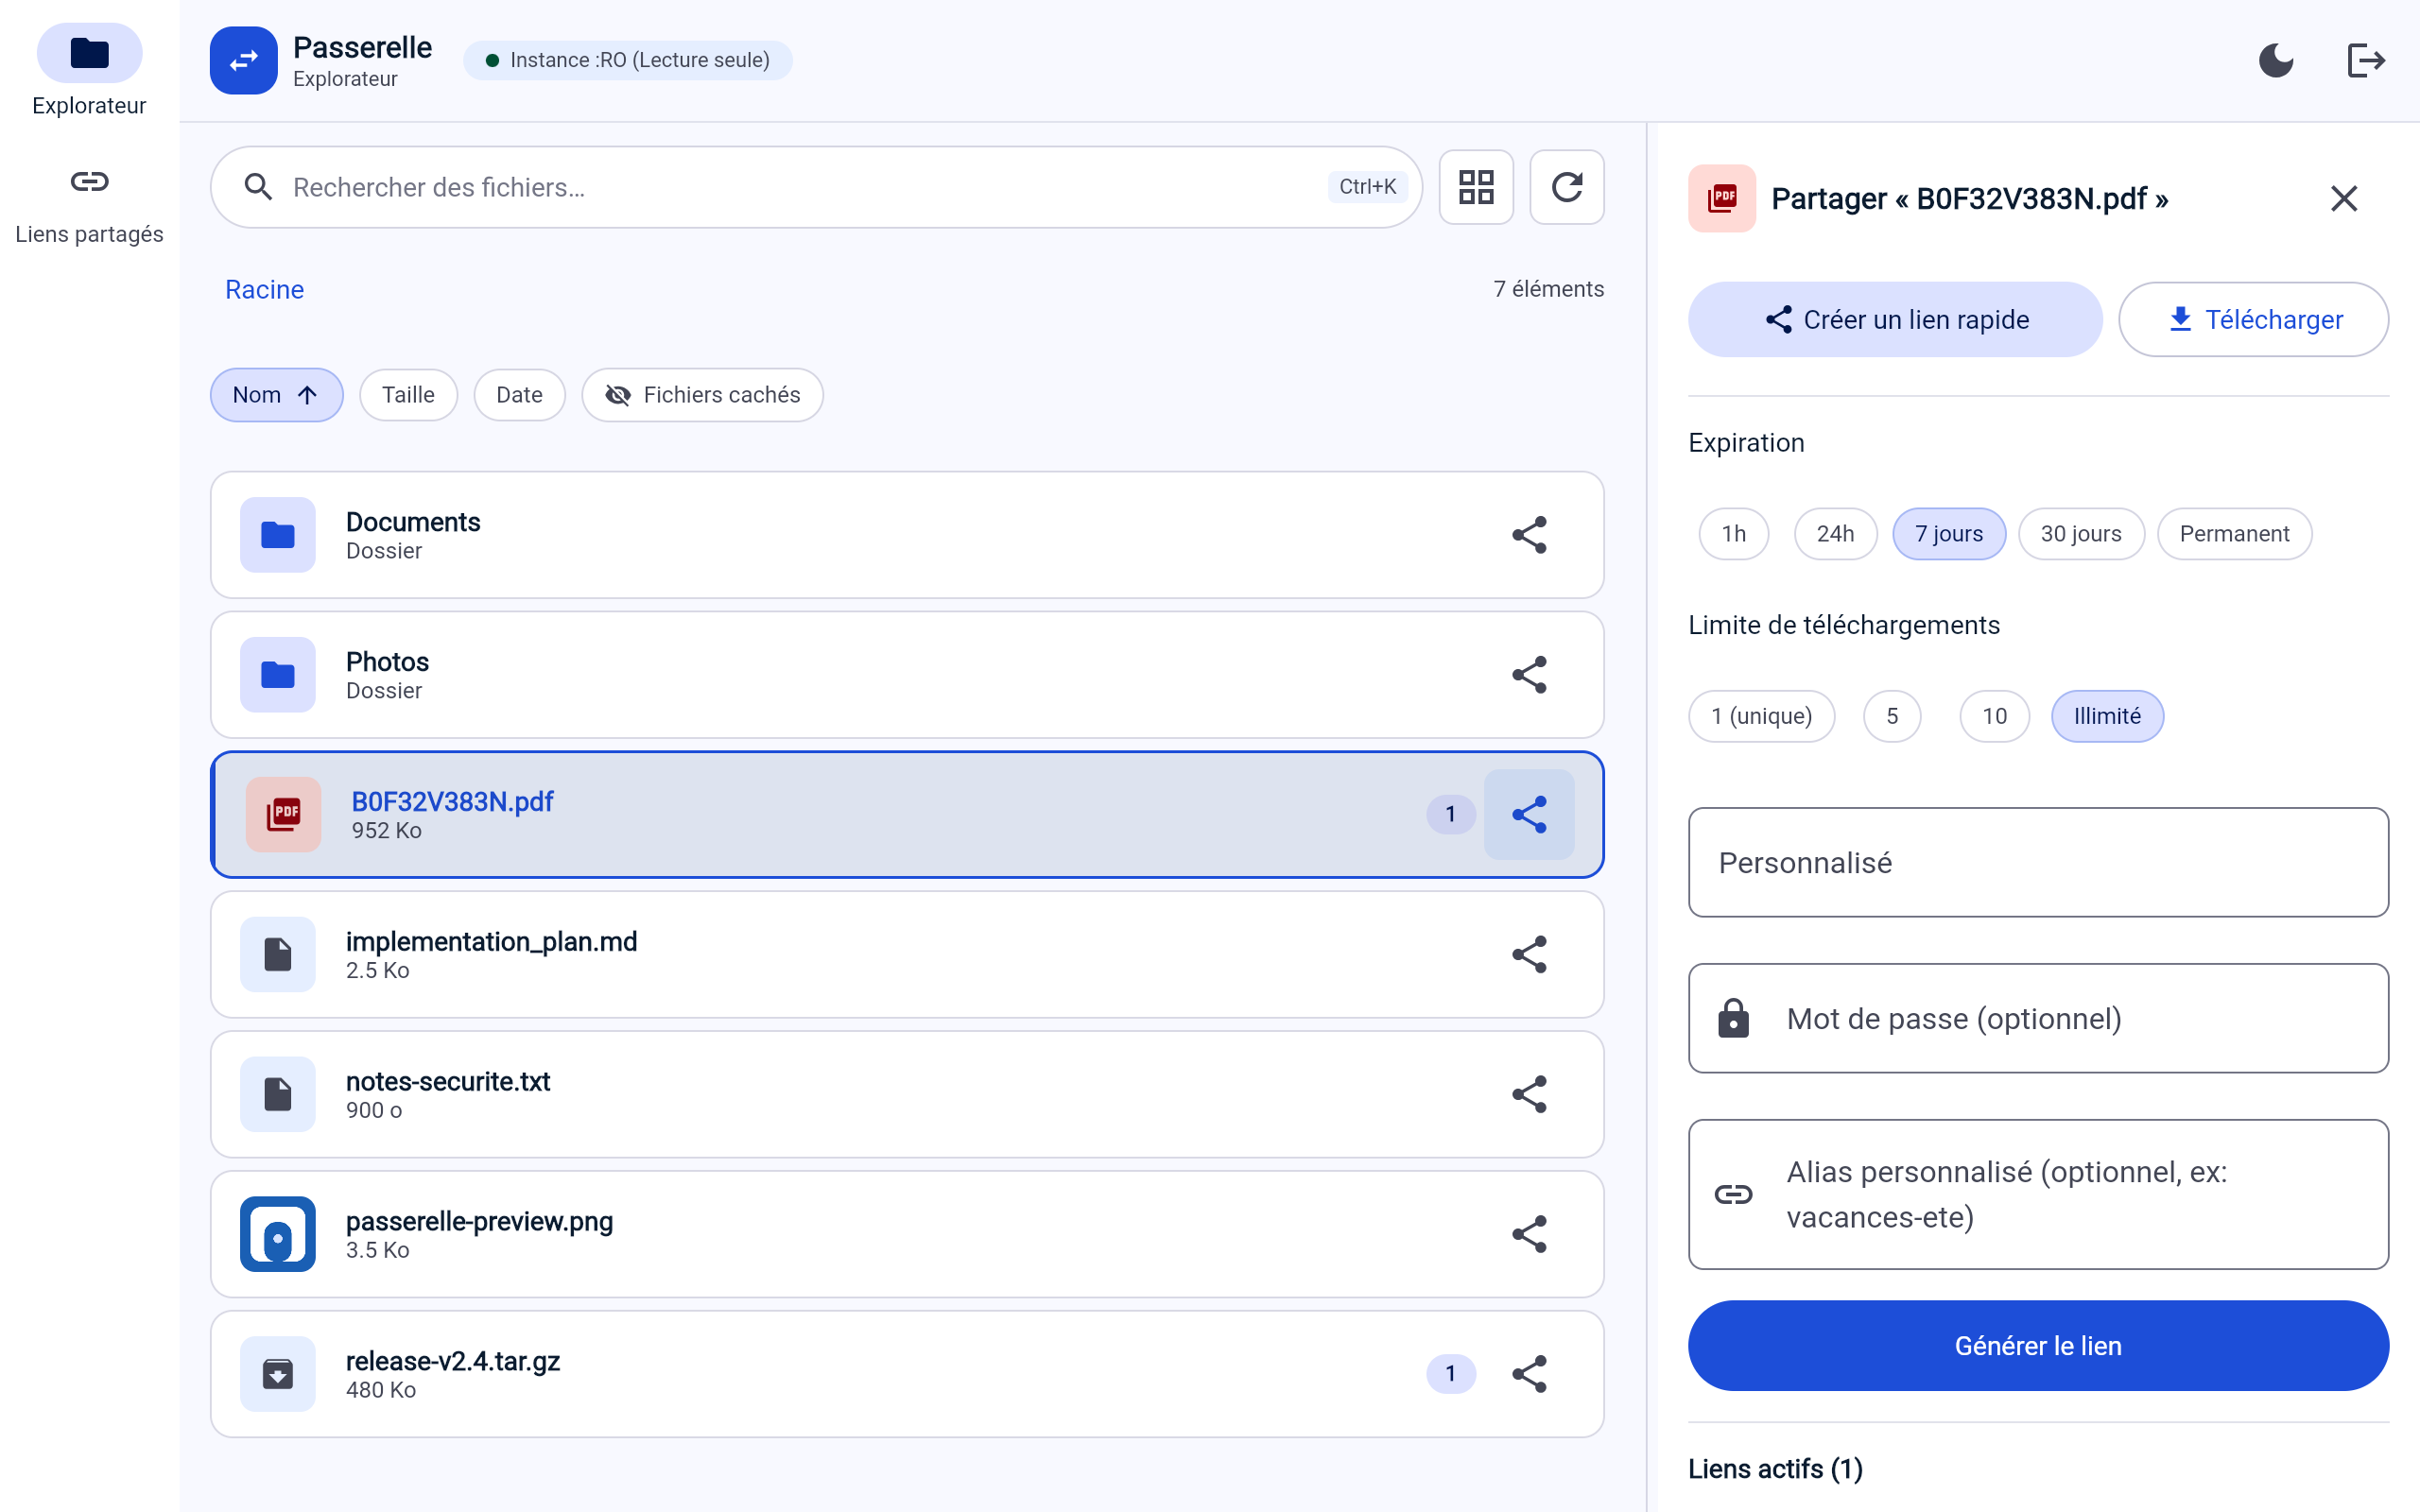 Explorateur
Liens partagés
Passerelle
Explorateur
Instance :RO (Lecture seule)
Rechercher des fichiers...
Ctrl+K
Racine
7 éléments
Nom
Taille
Date
Fichiers cachés
Documents
Dossier
Photos
Dossier
PDF
B0F32V383N.pdf
952 Ko
1
implementation_plan.md
2.5 Ko
notes-securite.txt
900 o
passerelle-preview.png
3.5 Ko
release-v2.4.tar.gz
480 Ko
1
PDF
Partager « B0F32V383N.pdf »
Créer un lien rapide
Télécharger
Expiration
1h
24h
7 jours
30 jours
Permanent
Limite de téléchargements
1 (unique)
5
10
Illimité
Personnalisé
Mot de passe (optionnel)
Alias personnalisé (optionnel, ex:
vacances-ete)
Générer le lien
Liens actifs (1)